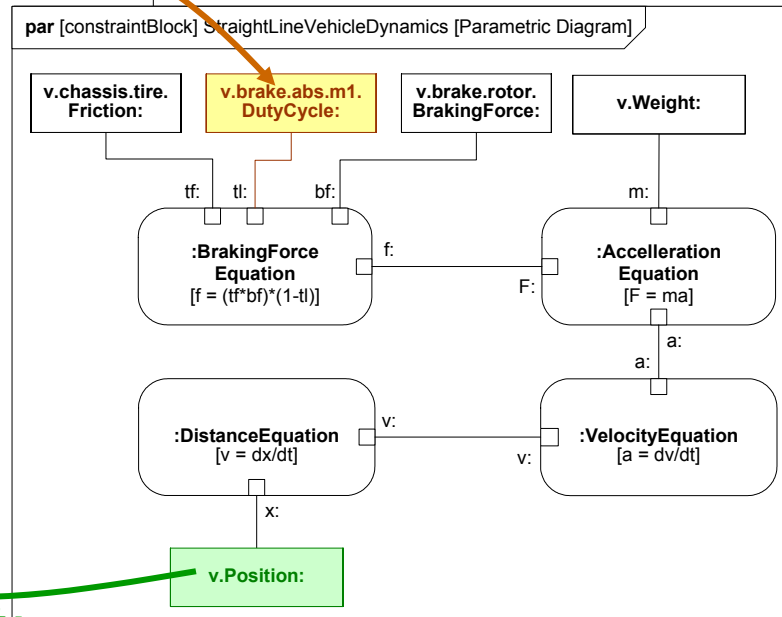 par [constraintBlock] StraightLineVehicleDynamics [Parametric Diagram]
v.chassis.tire.
Friction:
v.brake.abs.m1.
DutyCycle:
v.brake.rotor.
BrakingForce:
v.Weight:
tf:
tl:
bf:
m:
:BrakingForce
Equation
[f = (tf*bf)*(1-tl)]
f:
F:
:Accelleration
Equation
[F = ma]
a:
a:
:DistanceEquation
[v = dx/dt]
v:
v:
:VelocityEquation
[a = dv/dt]
x:
v.Position: